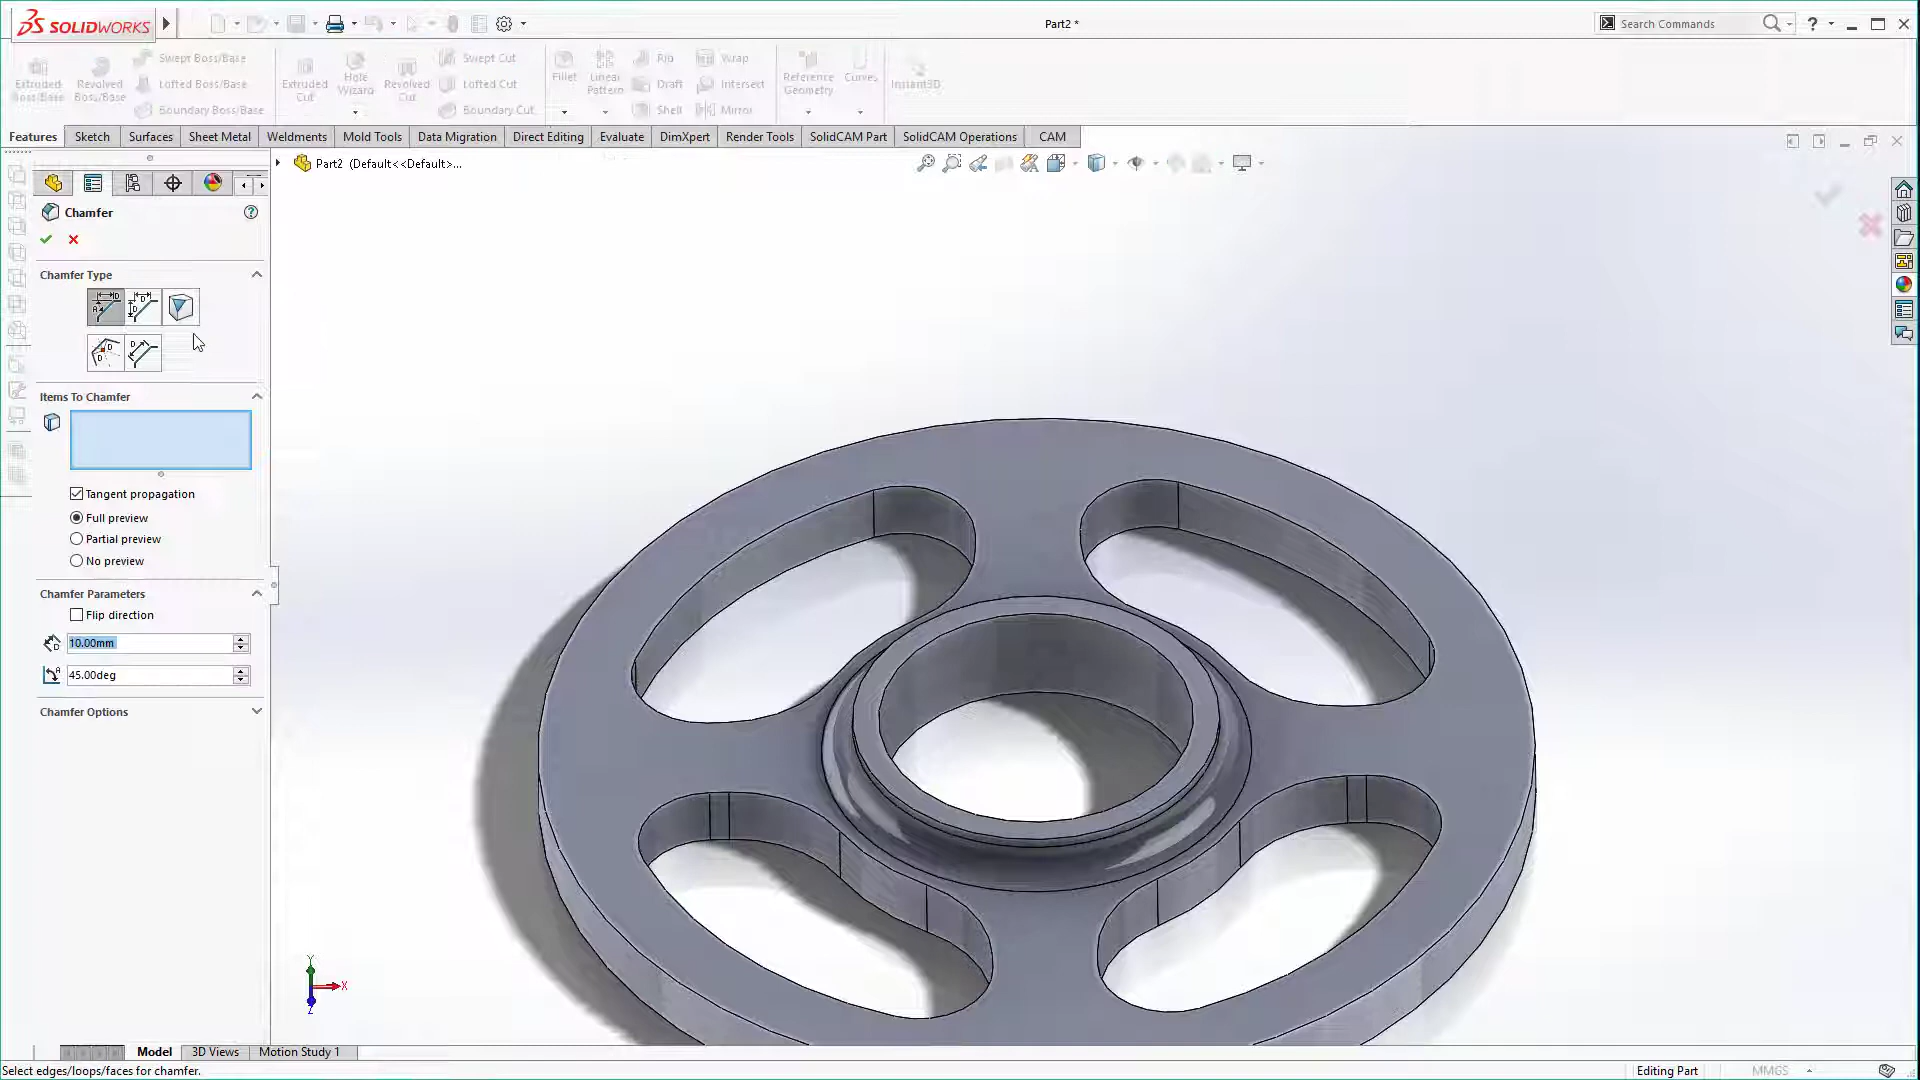 SOLIDWORKS
Part2 *
Search Commands
Extruded Boss/Base
Revolved Boss/Base
Swept Boss/Base
Lofted Boss/Base
Boundary Boss/Base
Extruded Cut
Hole Wizard
Revolved Cut
Swept Cut
Lofted Cut
Boundary Cut
Fillet
Linear Pattern
Rib
Draft
Shell
Wrap
Intersect
Mirror
Reference Geometry
Curves
Instant3D
Features
Sketch
Surfaces
Sheet Metal
Weldments
Mold Tools
Data Migration
Direct Editing
Evaluate
DimXpert
Render Tools
SolidCAM Part
SolidCAM Operations
CAM
Part2 (Default<<Default>...
Chamfer
Chamfer Type
Items To Chamfer
Tangent propagation
Full preview
Partial preview
No preview
Chamfer Parameters
Flip direction
10.00mm
45.00deg
Chamfer Options
Y
X
Z
Model
3D Views
Motion Study 1
Select edges/loops/faces for chamfer.
Editing Part
MMGS